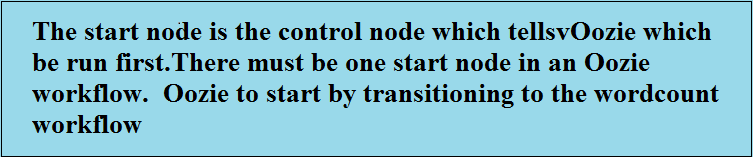 The start node is the control node which tellsvOozie which
be run first.There must be one start node in an Oozie
workflow.  Oozie to start by transitioning to the wordcount
workflow